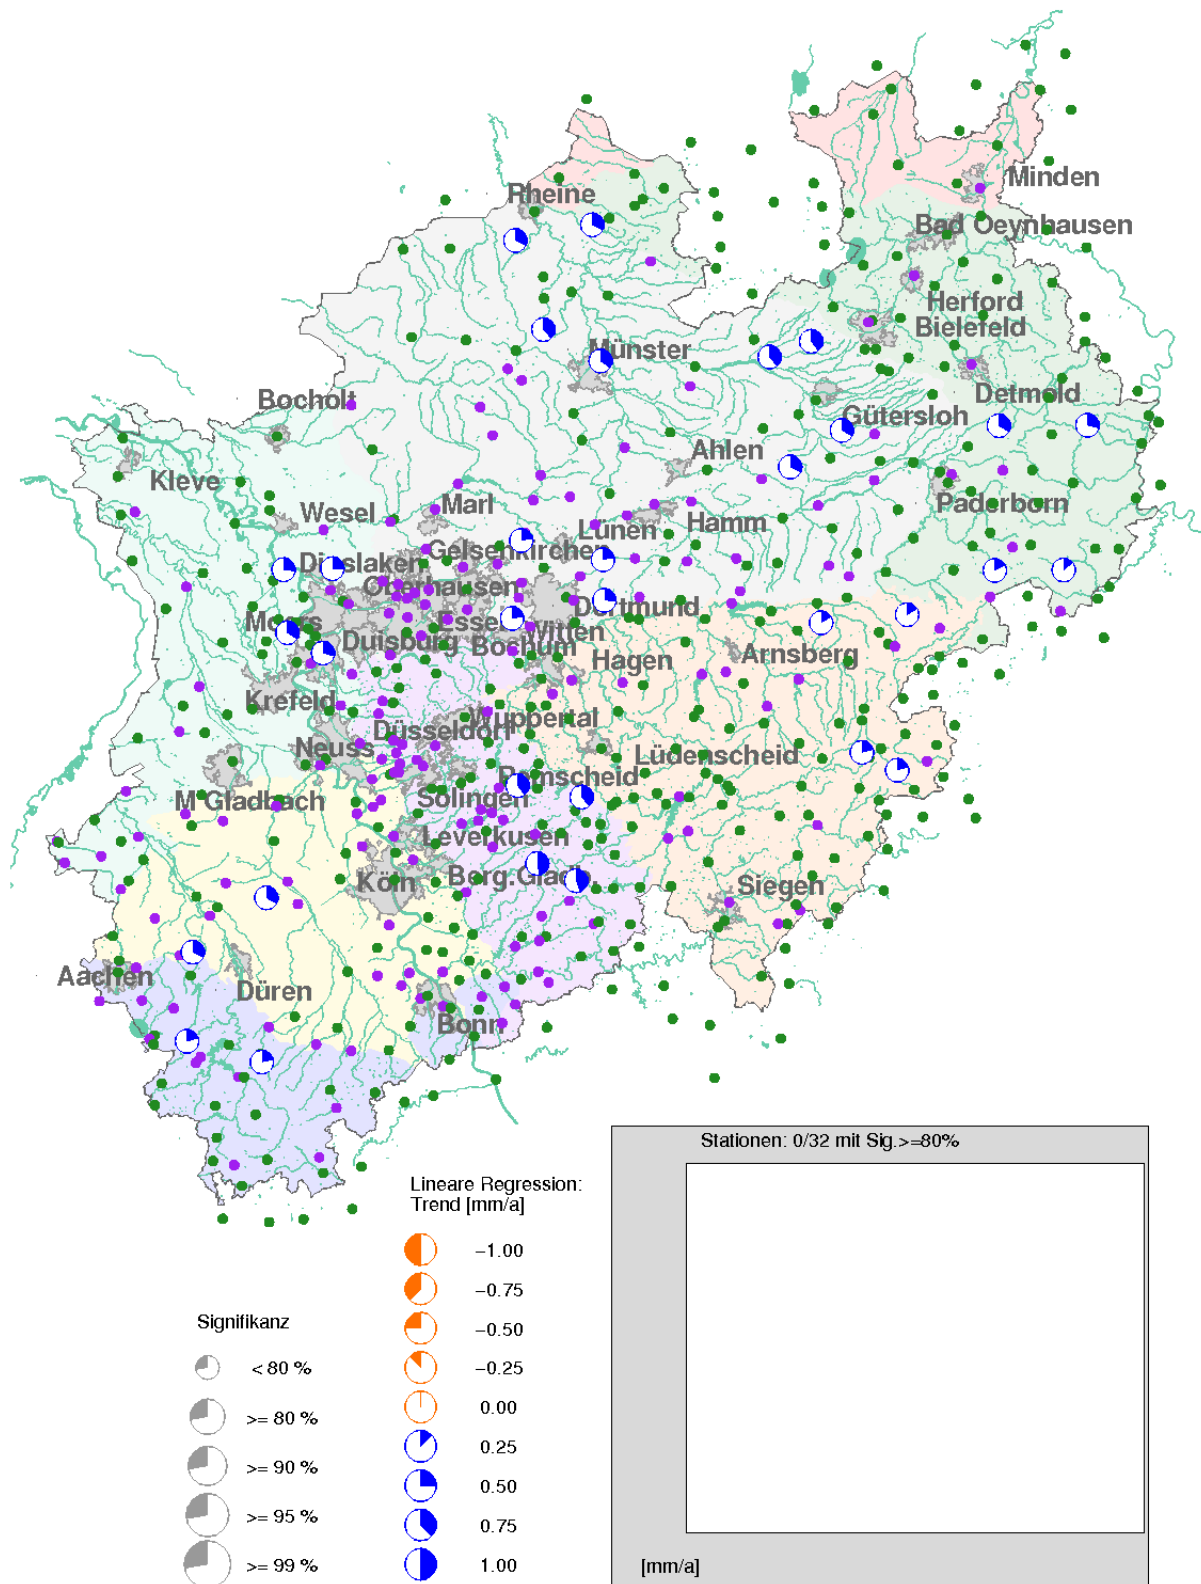 Minden
Rheine
Bad Oeynhausen
Herford
Bielefeld
Münster
Detmold
Bocholt
Gütersloh
Ahlen
Kleve
Paderborn
Marl
Wesel
Hamm
Lünen
Gelsenkirchen
Dinslaken
Oberhausen
Dortmund
Moers
Essen
Witten
Duisburg
Bochum
Arnsberg
Hagen
Krefeld
Wuppertal
Düsseldorf
Neuss
Lüdenscheid
Remscheid
M Gladbach
Solingen
Leverkusen
Köln
Berg.Gladb.
Siegen
Aachen
Düren
Bonn
Stationen: 0/32 mit Sig.>=80%
Lineare Regression:
Trend [mm/a]
−1.00
−0.75
−0.50
−0.25
0.00
0.25
0.50
0.75
1.00
Signifikanz
< 80 %
>= 80 %
>= 90 %
>= 95 %
>= 99 %
[mm/a]